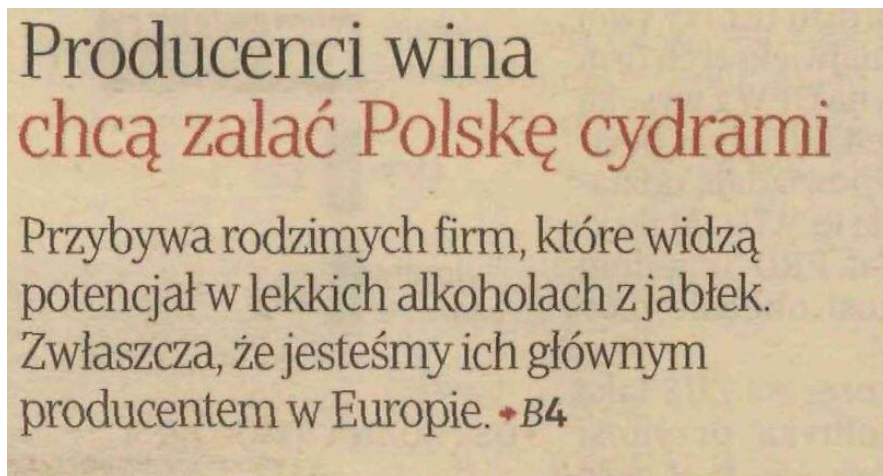 Producenci wina
chcą zalać Polskę cydrami
Przybywa rodzimych firm, które widzą
potencjał w lekkich alkoholach z jabłek.
Zwłaszcza, że jesteśmy ich głównym
producentem w Europie. ➝B4